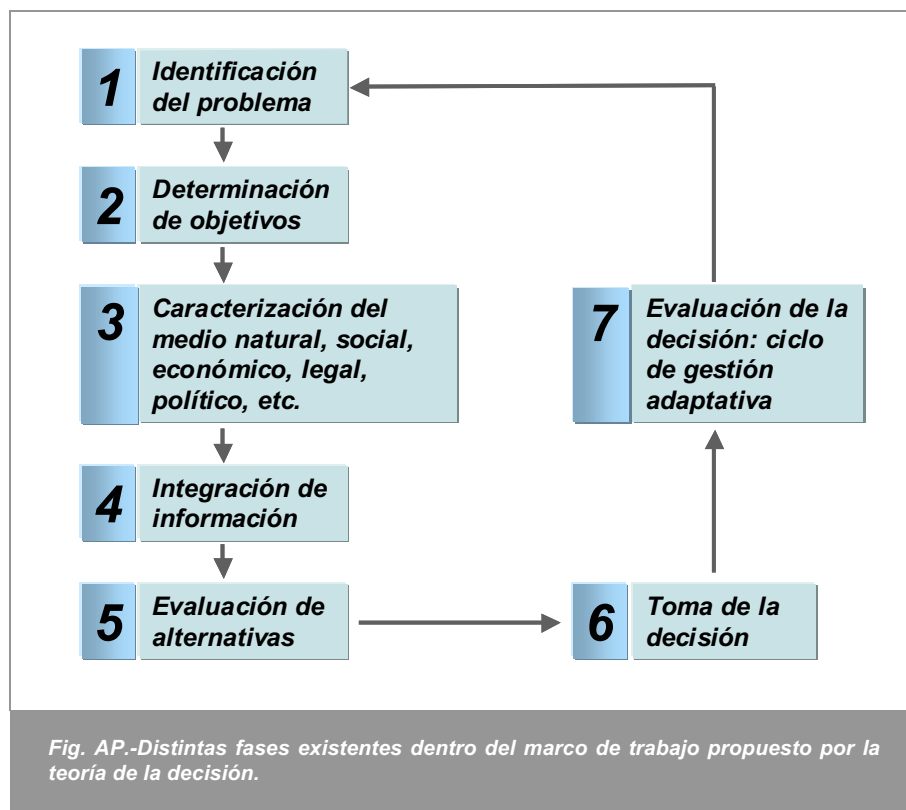 1
Identificación
del problema
2
Determinación
de objetivos
3
Caracterización del
medio natural, social,
económico, legal,
político, etc.
4
Integración de
información
5
Evaluación de
alternativas
6
Toma de la
decisión
7
Evaluación de la
decisión: ciclo
de gestión
adaptativa
Fig. AP.-Distintas fases existentes dentro del marco de trabajo propuesto por la
teoría de la decisión.